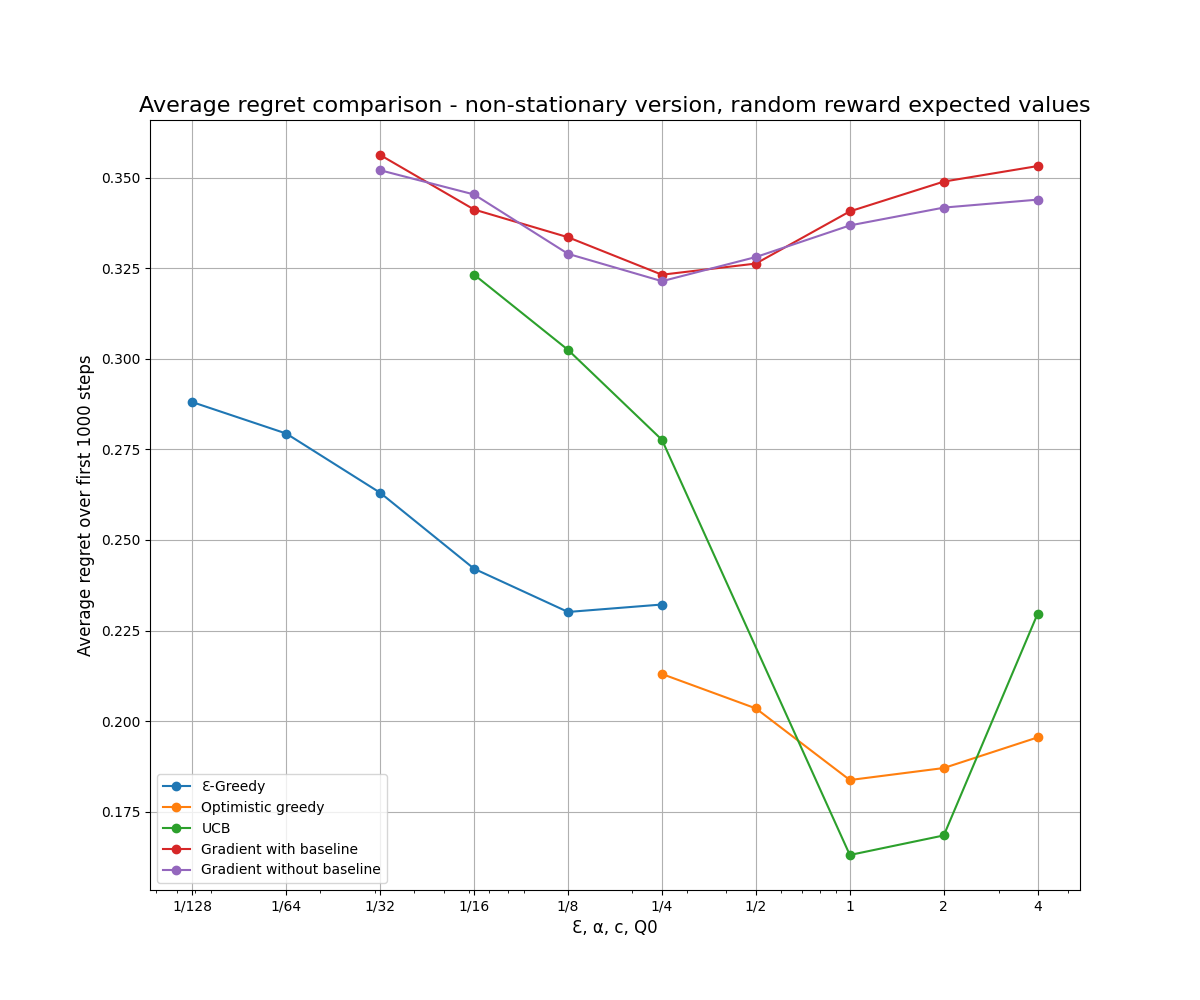 Average regret comparison - non-stationary version, random reward expected values
Average regret over first 1000 steps
0.350
0.325
0.300
0.275
0.250
0.225
0.200
0.175
Ɛ-Greedy
Optimistic greedy
UCB
Gradient with baseline
Gradient without baseline
1/128 1/64 1/32 1/16 1/8 1/4 1/2 1 2 4
Ɛ, α, c, Q0